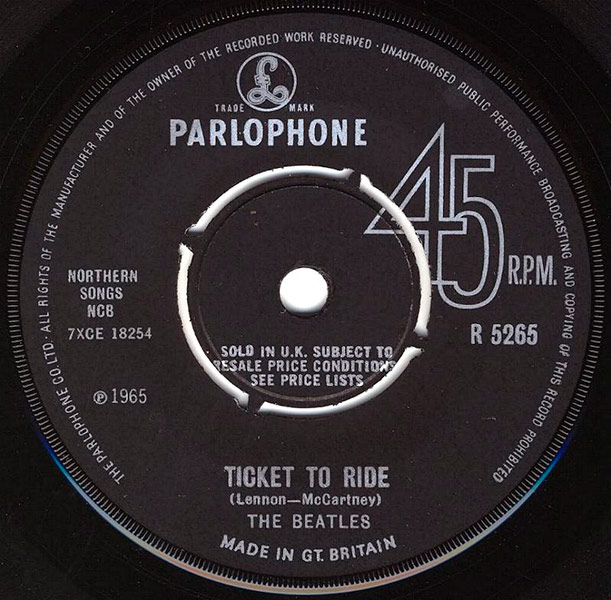 THE PARLOPHONE CO. LTD · ALL RIGHTS OF THE MANUFACTURER AND OF THE OWNER OF THE RECORDED WORK RESERVED · UNAUTHORISED PUBLIC PERFORMANCE BROADCASTING AND COPYING OF THIS RECORD PROHIBITED
£
TRADE MARK
PARLOPHONE
45
R.P.M.
R 5265
NORTHERN
SONGS
NCB
7XCE 18254
℗ 1965
SOLD IN U.K. SUBJECT TO
RESALE PRICE CONDITIONS
SEE PRICE LISTS
TICKET TO RIDE
(Lennon—McCartney)
THE BEATLES
MADE IN GT. BRITAIN